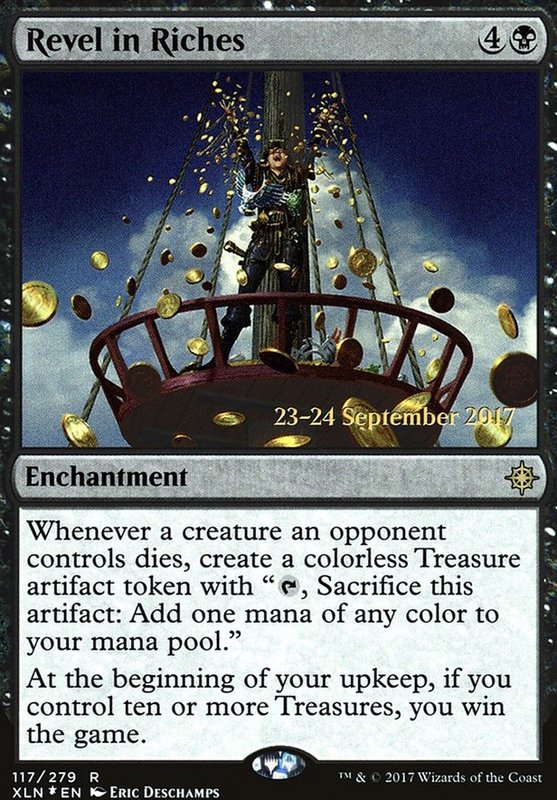 Revel in Riches 4
23–24 September 2017
Enchantment
Whenever a creature an opponent
controls dies, create a colorless Treasure
artifact token with “, Sacrifice this
artifact: Add one mana of any color to
your mana pool.”
At the beginning of your upkeep, if you
control ten or more Treasures, you win
the game.
117/279 R
XLN ★ EN Eric Deschamps
™ & © 2017 Wizards of the Coast